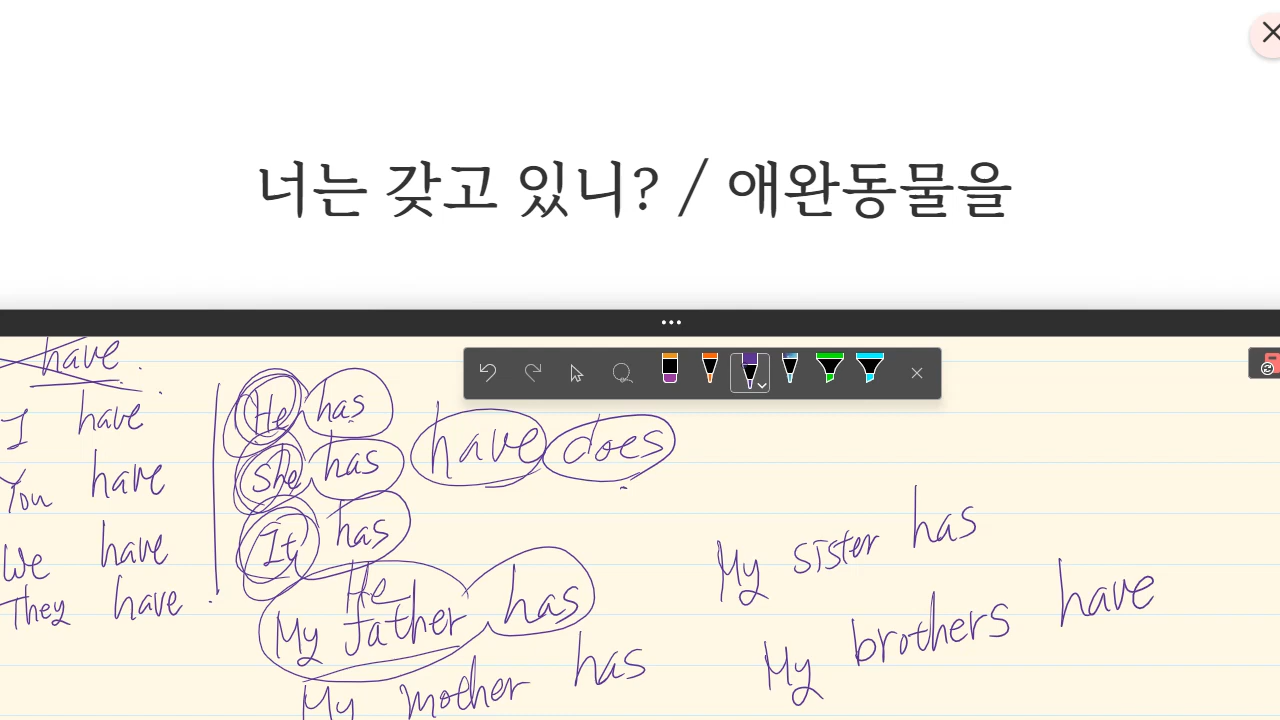 너는 갖고 있니? / 애완동물을
have
I have
You have
We have
They have
He has
She has
It has
have does
He
My father has
My mother has
My sister has
My brothers have